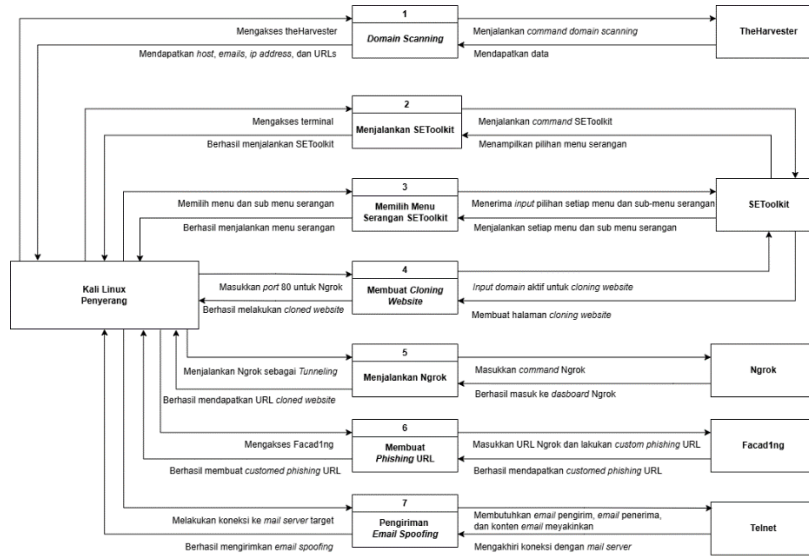 1
Mengakses theHarvester
Menjalankan command domain scanning
TheHarvester
Domain Scanning
Mendapatkan host, emails, ip address, dan URLs
Mendapatkan data
2
Mengakses terminal
Menjalankan command SEToolkit
Menjalankan SEToolkit
Berhasil menjalankan SEToolkit
Menampilkan pilihan menu serangan
3
Memilih menu dan sub menu serangan
Menerima input pilihan setiap menu dan sub-menu serangan
Memilih Menu
Serangan SEToolkit
SEToolkit
Berhasil menjalankan menu serangan
Menjalankan setiap menu dan sub menu serangan
Kali Linux
Penyerang
4
Masukkan port 80 untuk Ngrok
Membuat Cloning
Website
Input domain aktif untuk cloning website
Berhasil melakukan cloned website
Membuat halaman cloning website
5
Menjalankan Ngrok sebagai Tunneling
Menjalankan Ngrok
Masukkan command Ngrok
Ngrok
Berhasil mendapatkan URL cloned website
Berhasil masuk ke dasboard Ngrok
6
Mengakses Facad1ng
Membuat
Phishing URL
Masukkan URL Ngrok dan lakukan custom phishing URL
Facad1ng
Berhasil membuat customed phishing URL
Berhasil mendapatkan customed phishing URL
7
Melakukan koneksi ke mail server target
Pengiriman
Email Spoofing
Membutuhkan email pengirim, email penerima,
dan konten email meyakinkan
Telnet
Berhasil mengirimkan email spoofing
Mengakhiri koneksi dengan mail server